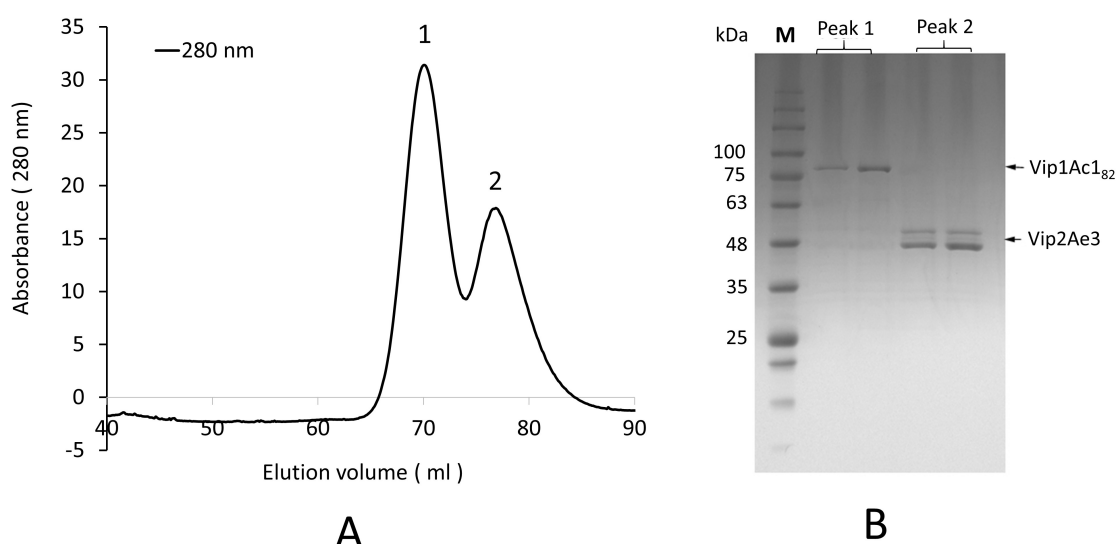 35
30
25
20
15
10
5
0
-5
Absorbance ( 280 nm)
280 nm
1
2
40 50 60 70 80 90
Elution volume ( ml )
A
kDa M Peak 1 Peak 2
100
75
63
48
35
25
Vip1Ac1₈₂
Vip2Ae3
B